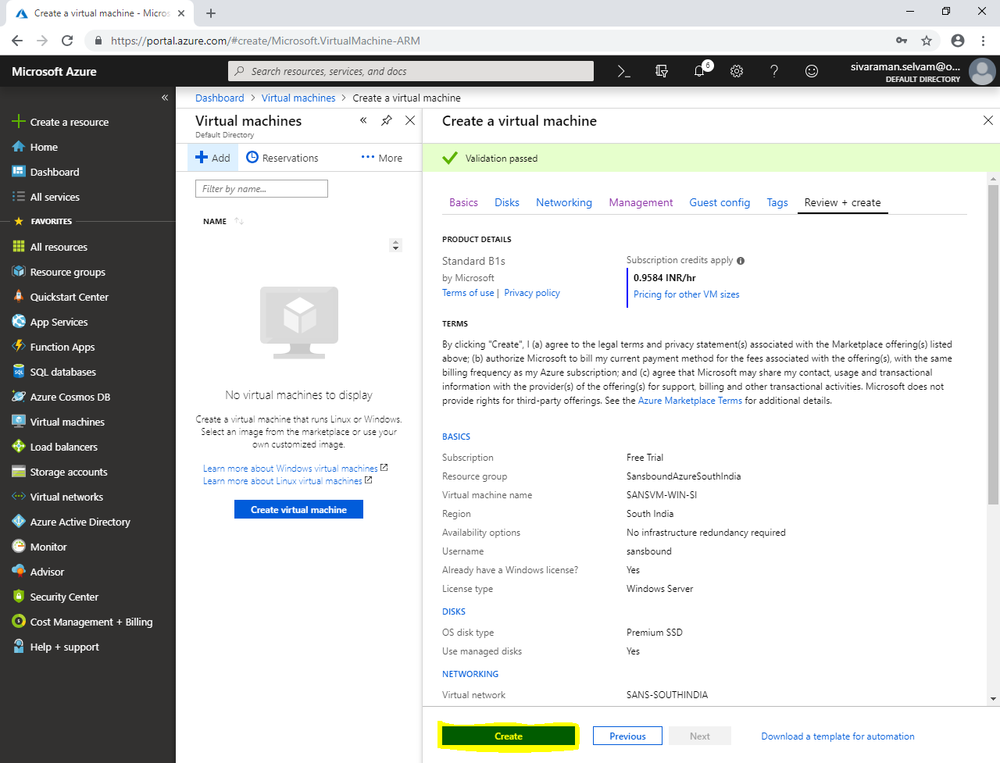 Create a virtual machine - Micros
https://portal.azure.com/#create/Microsoft.VirtualMachine-ARM
Microsoft Azure
Search resources, services, and docs
6
sivaraman.selvam@o...
DEFAULT DIRECTORY
Create a resource
Home
Dashboard
All services
FAVORITES
All resources
Resource groups
Quickstart Center
App Services
Function Apps
SQL databases
Azure Cosmos DB
Virtual machines
Load balancers
Storage accounts
Virtual networks
Azure Active Directory
Monitor
Advisor
Security Center
Cost Management + Billing
Help + support
Dashboard > Virtual machines > Create a virtual machine
Virtual machines
Default Directory
Add
Reservations
More
Filter by name...
NAME
No virtual machines to display
Create a virtual machine that runs Linux or Windows.
Select an image from the marketplace or use your
own customized image.
Learn more about Windows virtual machines
Learn more about Linux virtual machines
Create virtual machine
Create a virtual machine
Validation passed
Basics Disks Networking Management Guest config Tags Review + create
PRODUCT DETAILS
Standard B1s
by Microsoft
Terms of use | Privacy policy
Subscription credits apply
0.9584 INR/hr
Pricing for other VM sizes
TERMS
By clicking "Create", I (a) agree to the legal terms and privacy statement(s) associated with the Marketplace offering(s) listed
above; (b) authorize Microsoft to bill my current payment method for the fees associated with the offering(s), with the same
billing frequency as my Azure subscription; and (c) agree that Microsoft may share my contact, usage and transactional
information with the provider(s) of the offering(s) for support, billing and other transactional activities. Microsoft does not
provide rights for third-party offerings. See the Azure Marketplace Terms for additional details.
BASICS
Subscription Free Trial
Resource group SansboundAzureSouthIndia
Virtual machine name SANSVM-WIN-SI
Region South India
Availability options No infrastructure redundancy required
Username sansbound
Already have a Windows license? Yes
License type Windows Server
DISKS
OS disk type Premium SSD
Use managed disks Yes
NETWORKING
Virtual network SANS-SOUTHINDIA
Create
Previous
Next
Download a template for automation